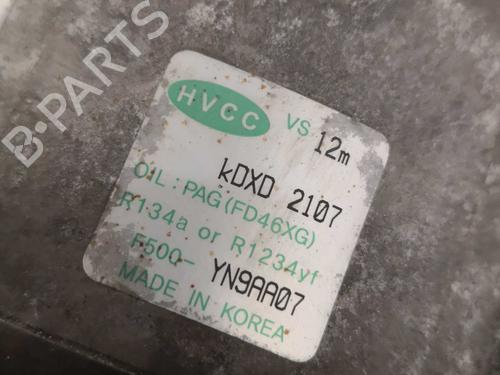 B-PARTS
HVCC VS 12m
kDXD 2107
OIL : PAG(FD46XG)
R134a or R1234yf
F500- YN9AA07
MADE IN KOREA